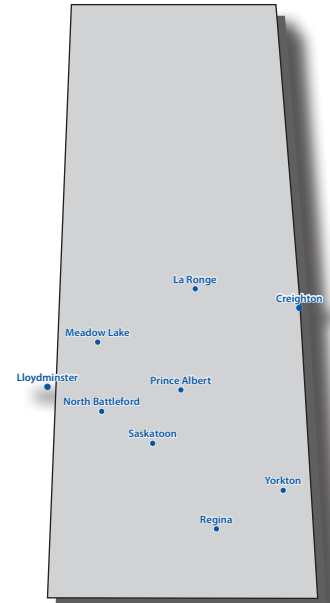 La Ronge
Creighton
Meadow Lake
Lloydminster
Prince Albert
North Battleford
Saskatoon
Yorkton
Regina